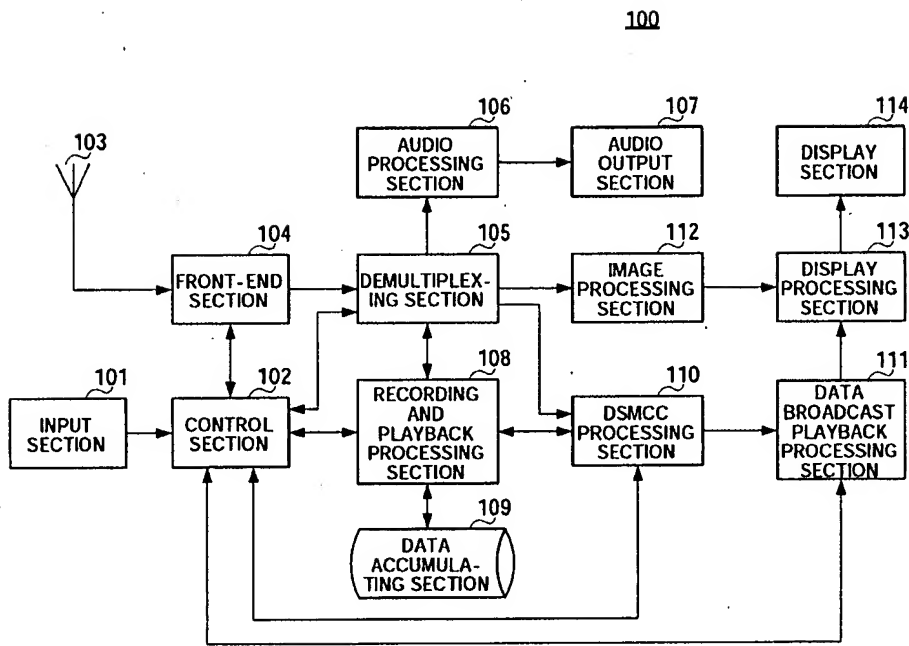 100
103
106
AUDIO
PROCESSING
SECTION
107
AUDIO
OUTPUT
SECTION
114
DISPLAY
SECTION
104
FRONT-END
SECTION
105
DEMULTIPLEX-
ING SECTION
112
IMAGE
PROCESSING
SECTION
113
DISPLAY
PROCESSING
SECTION
101
INPUT
SECTION
102
CONTROL
SECTION
108
RECORDING
AND
PLAYBACK
PROCESSING
SECTION
110
DSMCC
PROCESSING
SECTION
111
DATA
BROADCAST
PLAYBACK
PROCESSING
SECTION
109
DATA
ACCUMULA-
TING SECTION